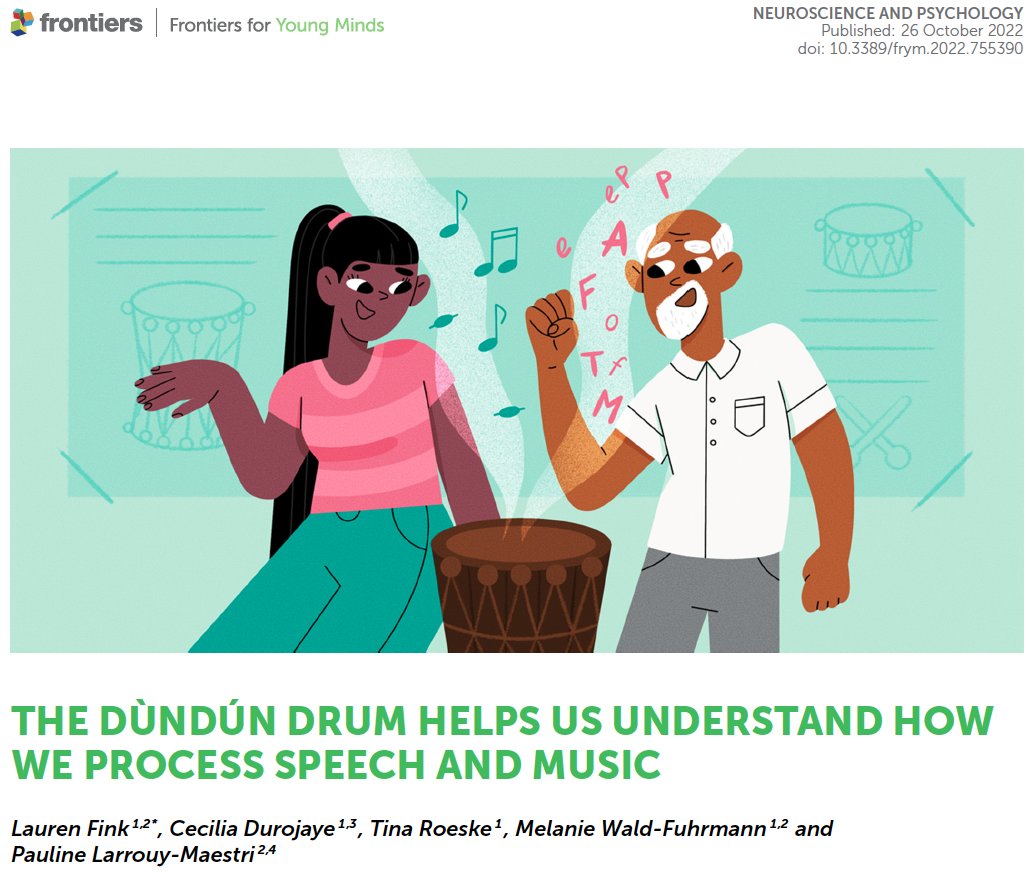 frontiers | Frontiers for Young Minds
NEUROSCIENCE AND PSYCHOLOGY
Published: 26 October 2022
doi: 10.3389/frym.2022.755390
e P P
e A
F
o
T f
M
THE DÙNDÚN DRUM HELPS US UNDERSTAND HOW
WE PROCESS SPEECH AND MUSIC
Lauren Fink 1,2*, Cecilia Durojaye 1,3, Tina Roeske 1, Melanie Wald-Fuhrmann 1,2 and
Pauline Larrouy-Maestri 2,4